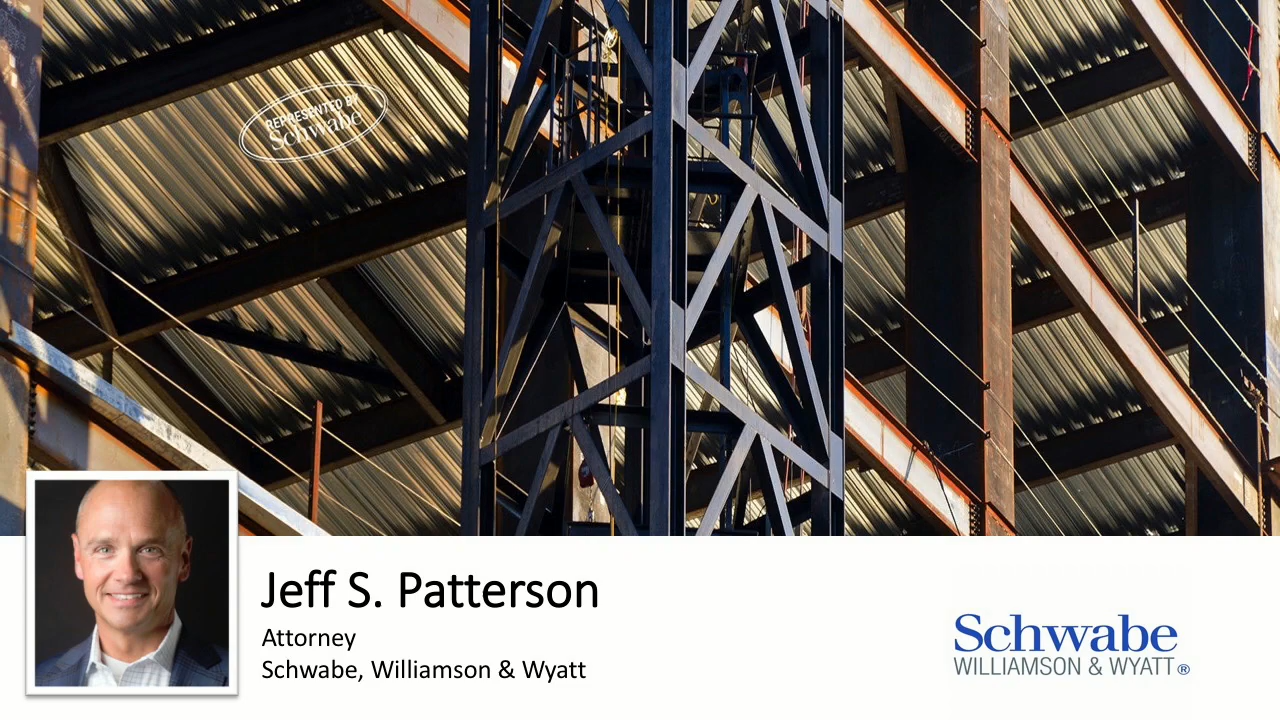 REPRESENTED BY
Schwabe
Jeff S. Patterson
Attorney
Schwabe, Williamson & Wyatt
Schwabe
WILLIAMSON & WYATT®